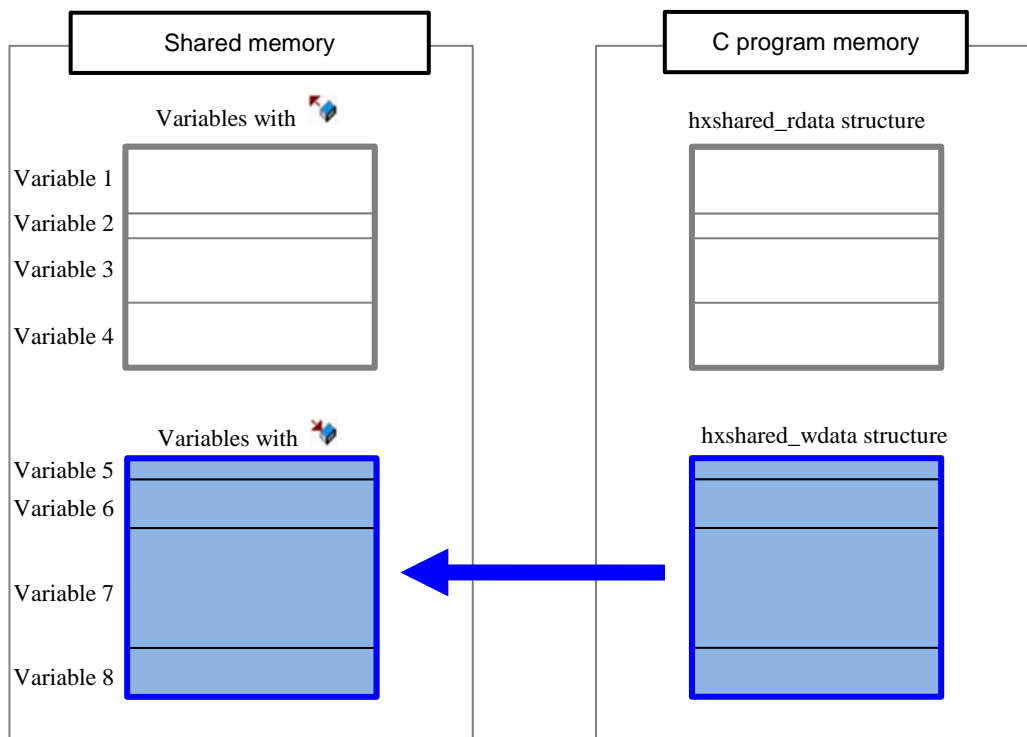 Shared memory
C program memory
Variables with
hxshared_rdata structure
Variable 1
Variable 2
Variable 3
Variable 4
Variables with
hxshared_wdata structure
Variable 5
Variable 6
Variable 7
Variable 8